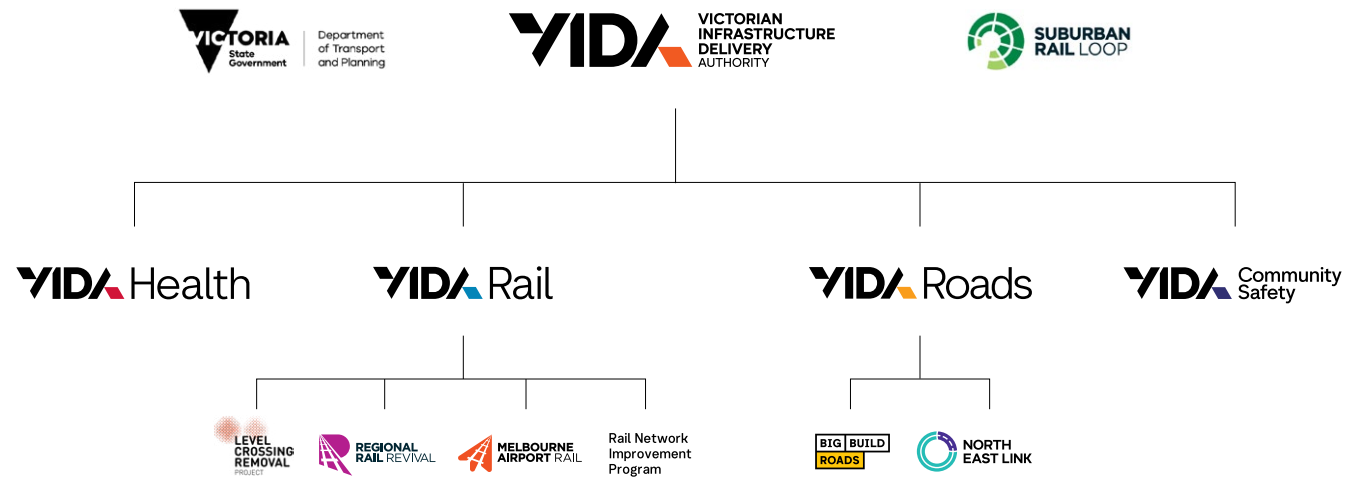 VICTORIA
State
Government
Department
of Transport
and Planning
VIDA
VICTORIAN
INFRASTRUCTURE
DELIVERY
AUTHORITY
SUBURBAN
RAIL LOOP
VIDA Health
VIDA Rail
VIDA Roads
VIDA Community
Safety
LEVEL
CROSSING
REMOVAL
PROJECT
REGIONAL
RAIL REVIVAL
MELBOURNE
AIRPORT RAIL
Rail Network
Improvement
Program
BIG BUILD
ROADS
NORTH
EAST LINK